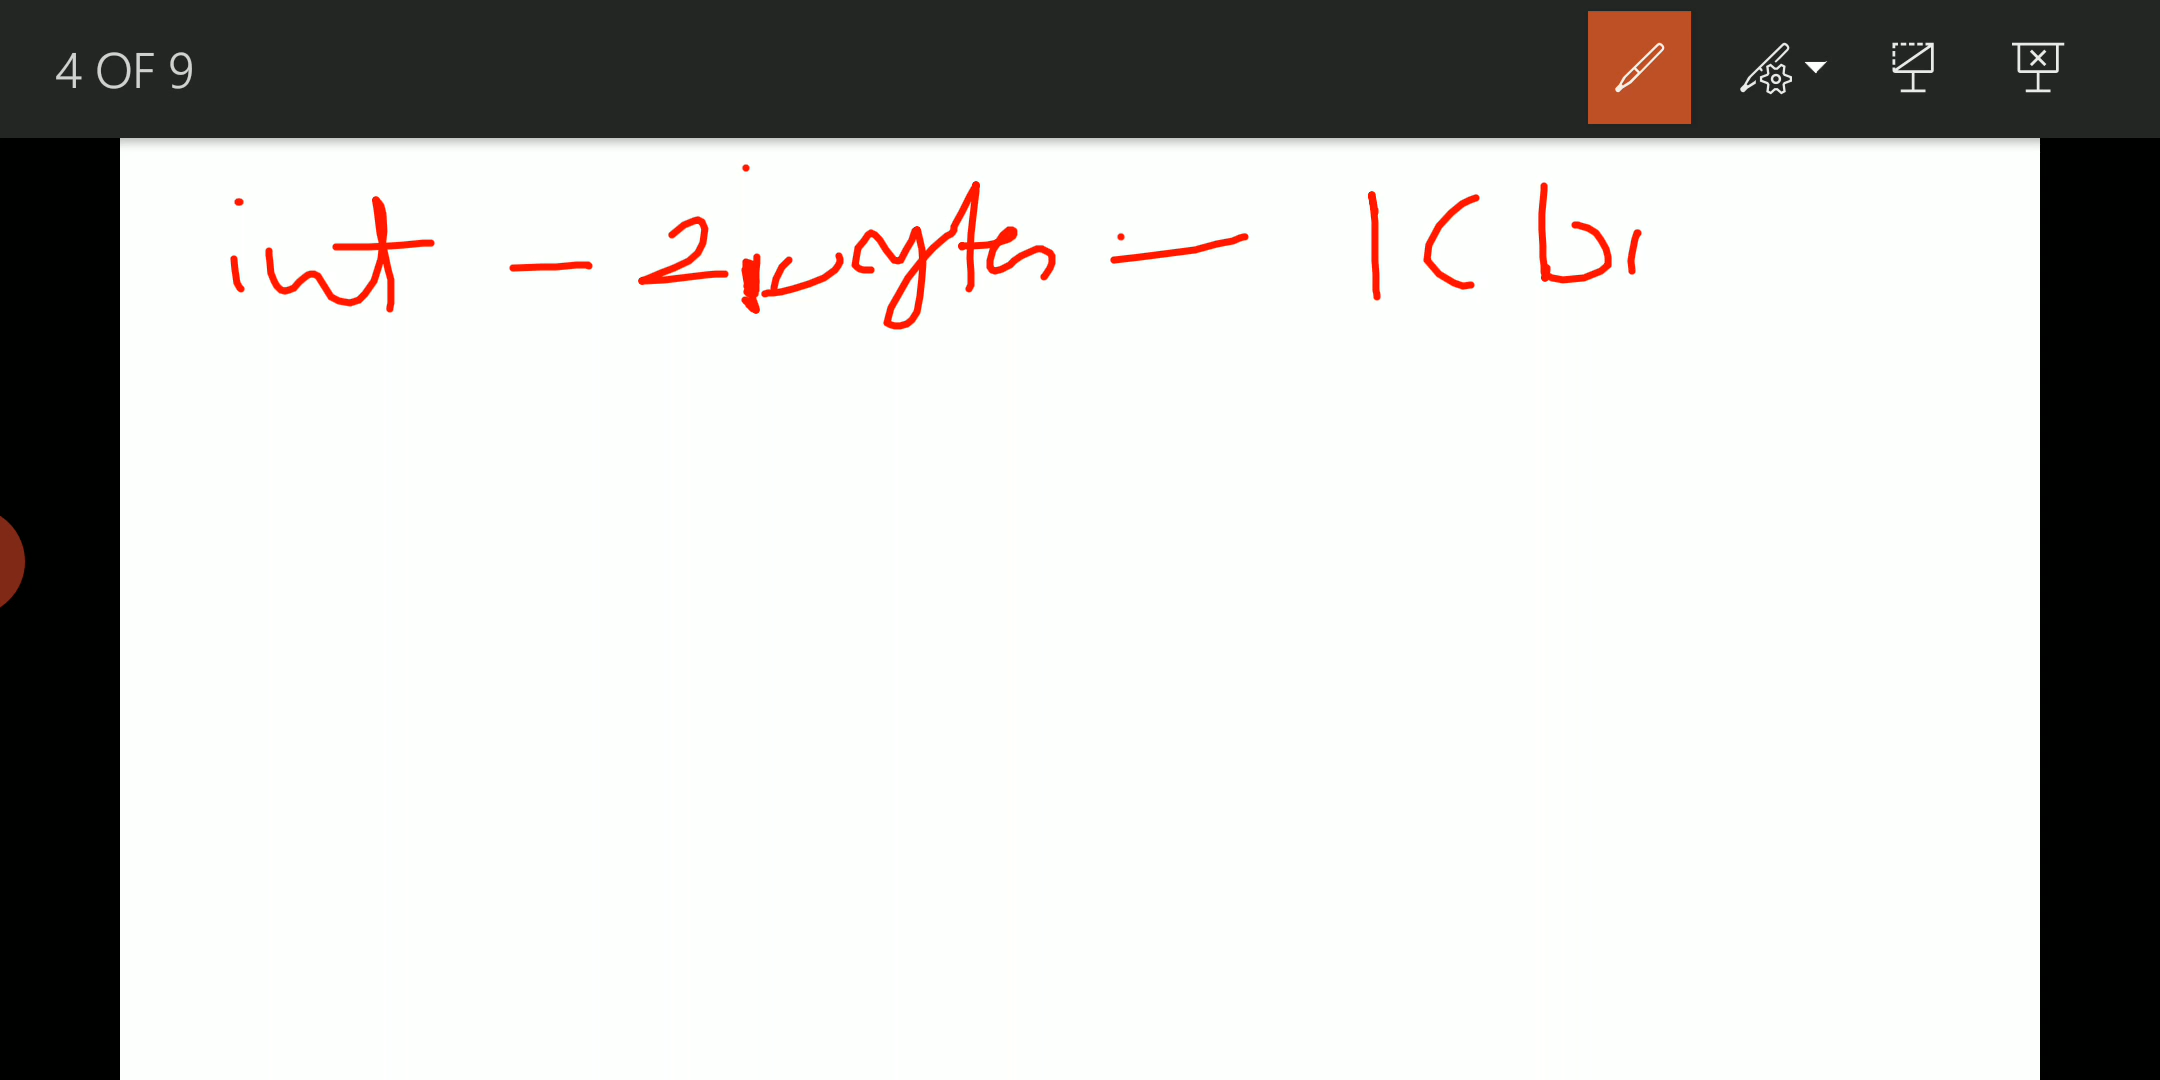 4 OF 9
int - 2 bytes - 16 bi